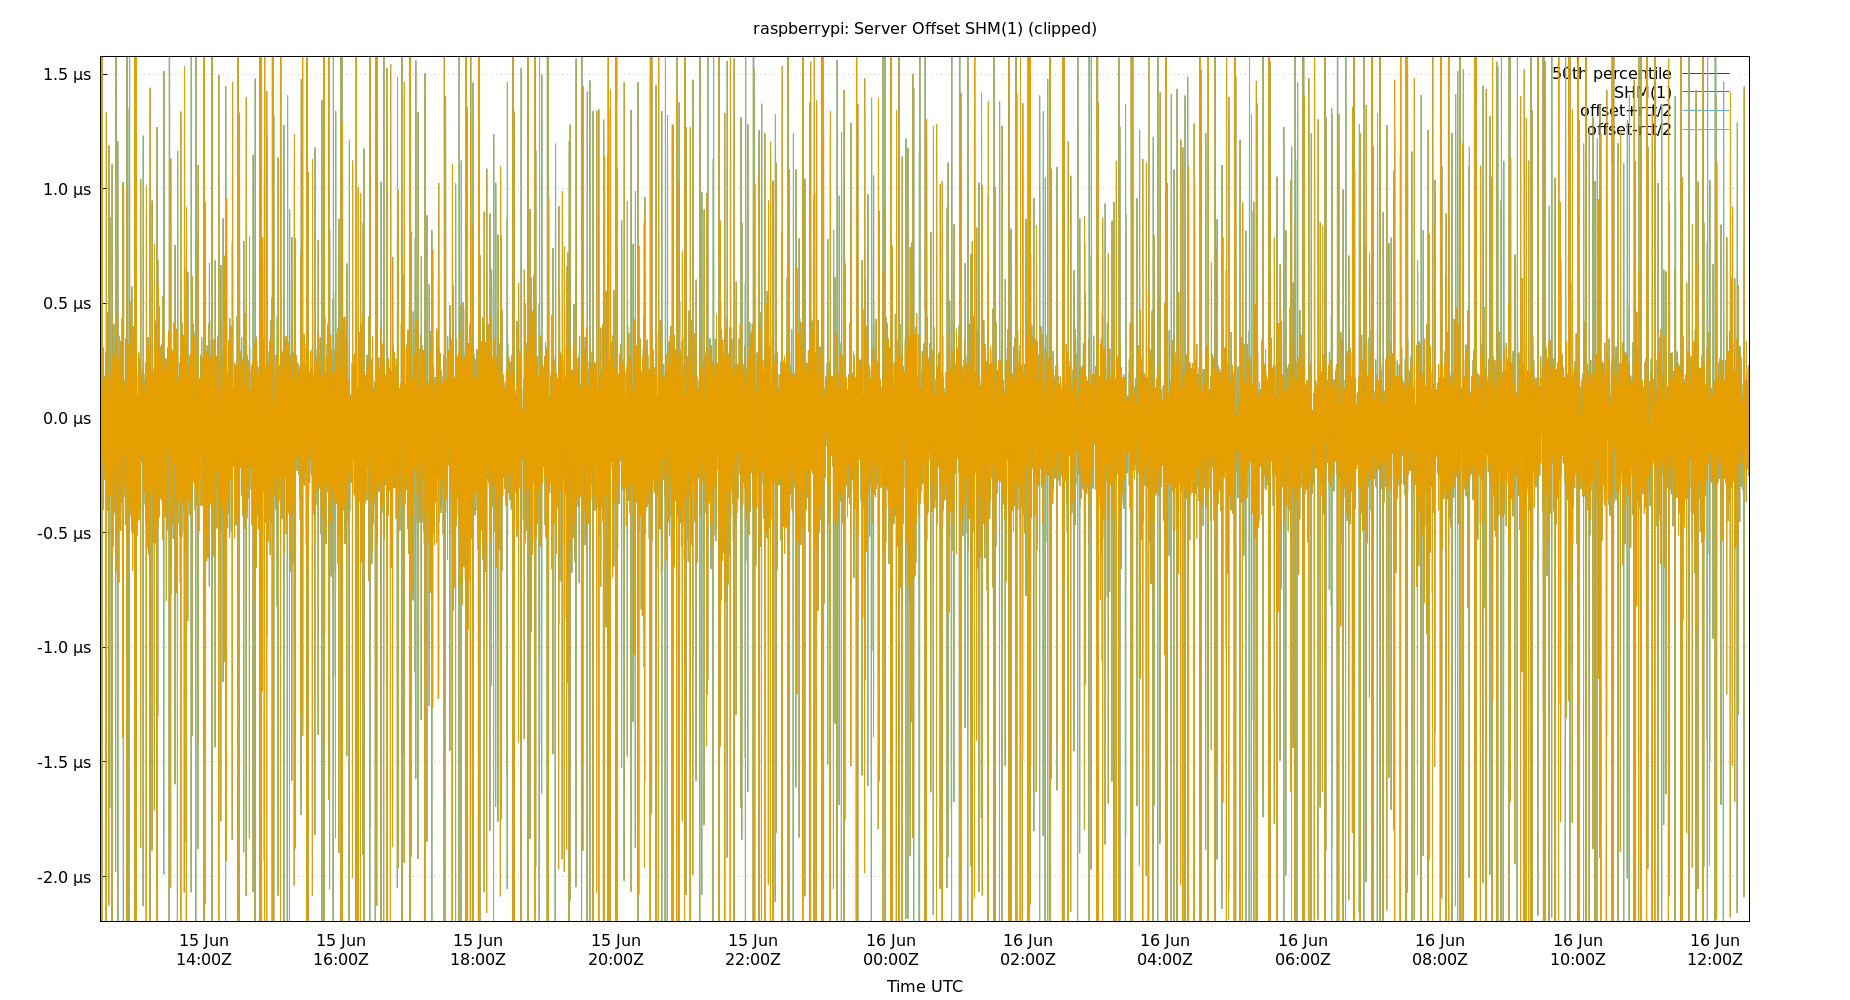 raspberrypi: Server Offset SHM(1) (clipped)
1.5 µs
1.0 µs
0.5 µs
0.0 µs
-0.5 µs
-1.0 µs
-1.5 µs
-2.0 µs
50th percentile
SHM(1)
offset+rtt/2
offset-rtt/2
15 Jun 15 Jun 15 Jun 15 Jun 15 Jun 16 Jun 16 Jun 16 Jun 16 Jun 16 Jun 16 Jun 16 Jun
14:00Z 16:00Z 18:00Z 20:00Z 22:00Z 00:00Z 02:00Z 04:00Z 06:00Z 08:00Z 10:00Z 12:00Z
Time UTC